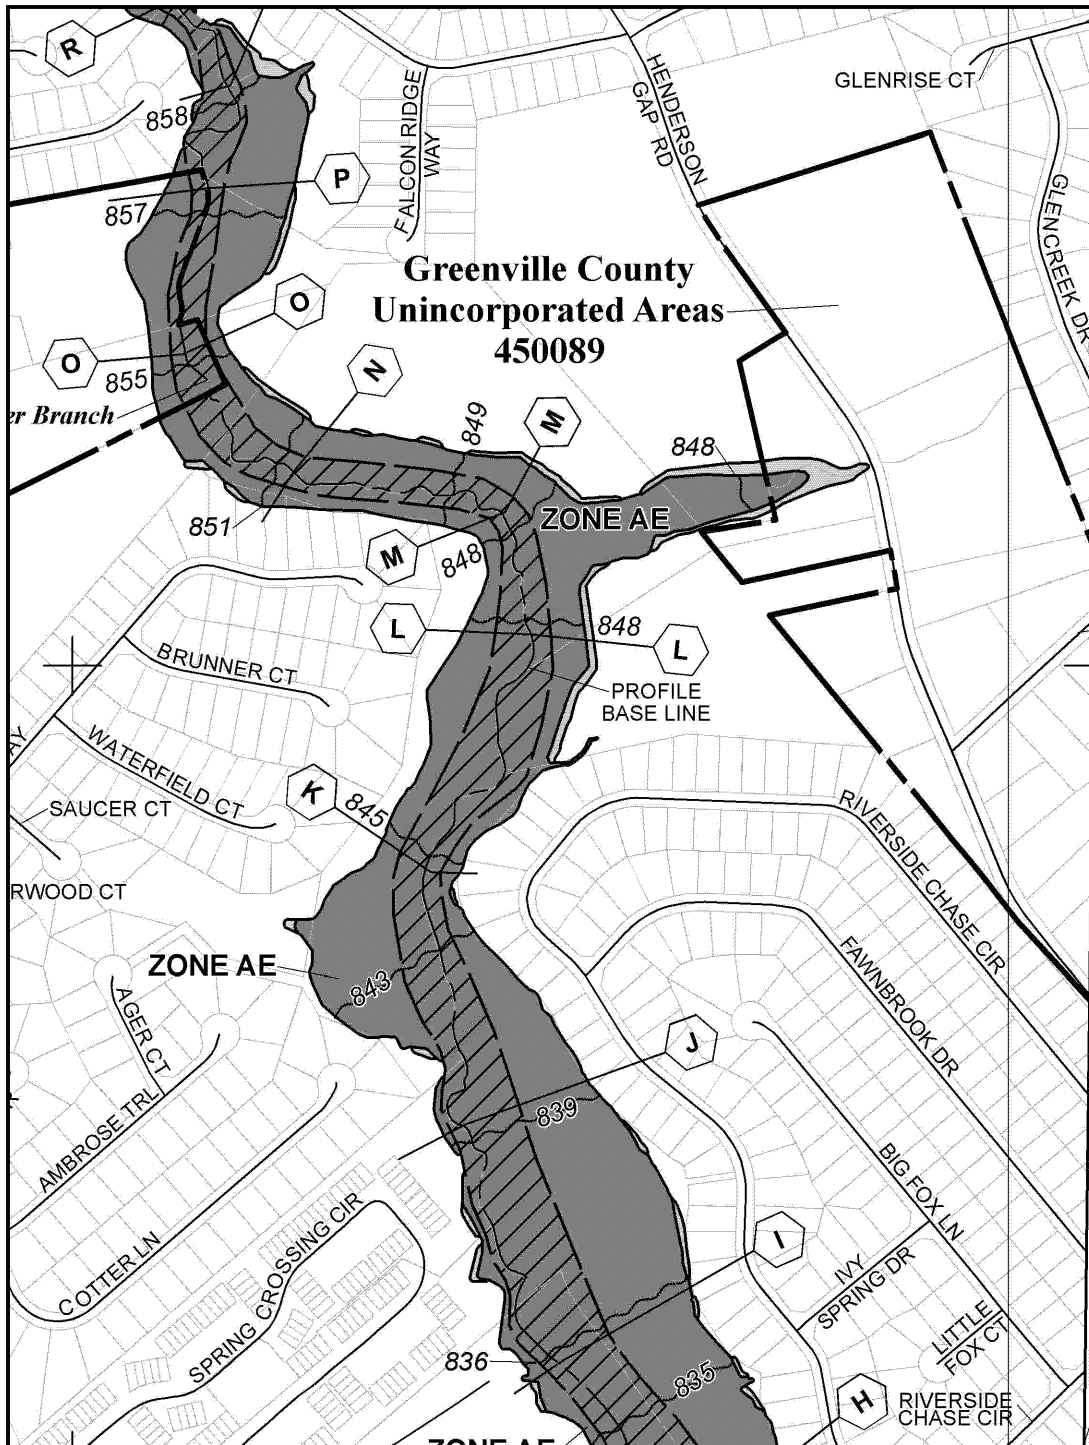 R
GLENRISE CT
HENDERSON
GAP RD
858
FALCON RIDGE
WAY
P
857
GLENCREEK DR
Greenville County
Unincorporated Areas
450089
O
O
855
N
er Branch
849
M
848
851
ZONE AE
M
848
L
848
L
BRUNNER CT
PROFILE
BASE LINE
AY
WATERFIELD CT
K
845
SAUCER CT
RIVERSIDE CHASE CIR
RWOOD CT
ZONE AE
843
FAWNBROOK DR
AGER CT
J
839
AMBROSE TRL
BIG FOX LN
COTTER LN
SPRING CROSSING CIR
I
IVY
SPRING DR
LITTLE
FOX CT
836
835
H
RIVERSIDE
CHASE CIR
ZONE AE